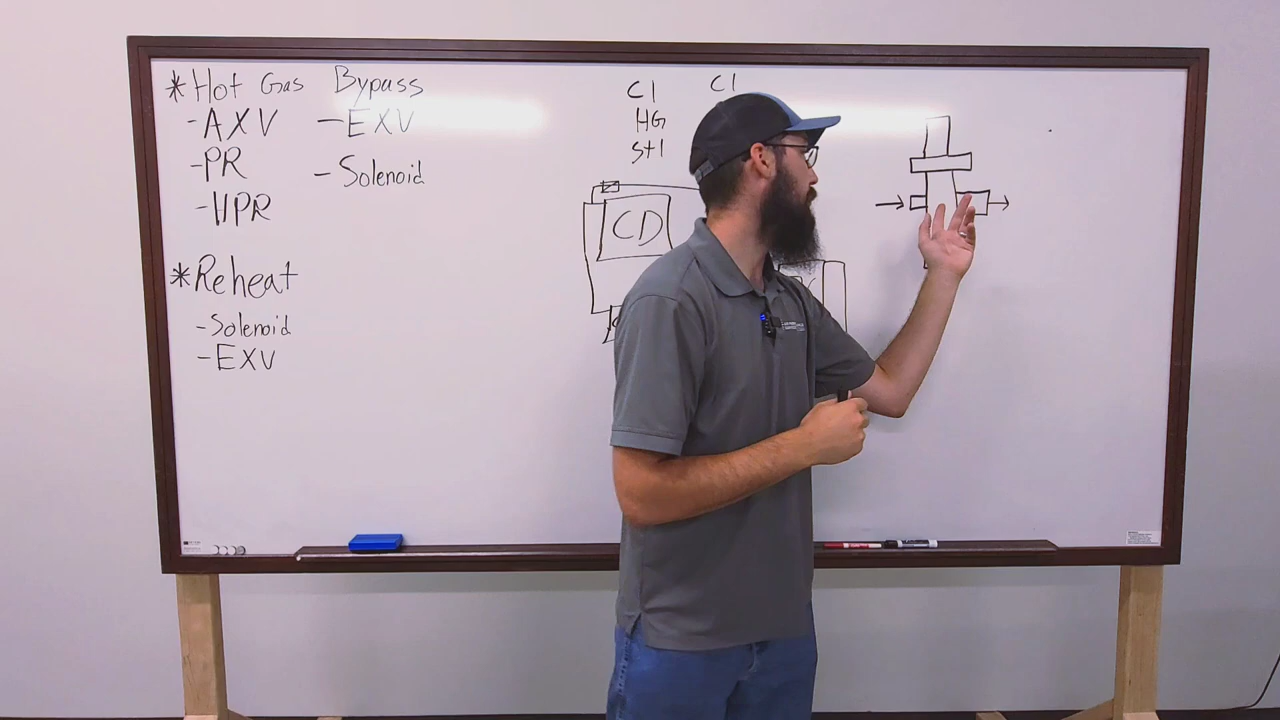 *Hot Gas Bypass
-AXV
-EXV
-PR
-Solenoid
-HPR
*Reheat
-Solenoid
-EXV
C1
HG
St1
C1
CD